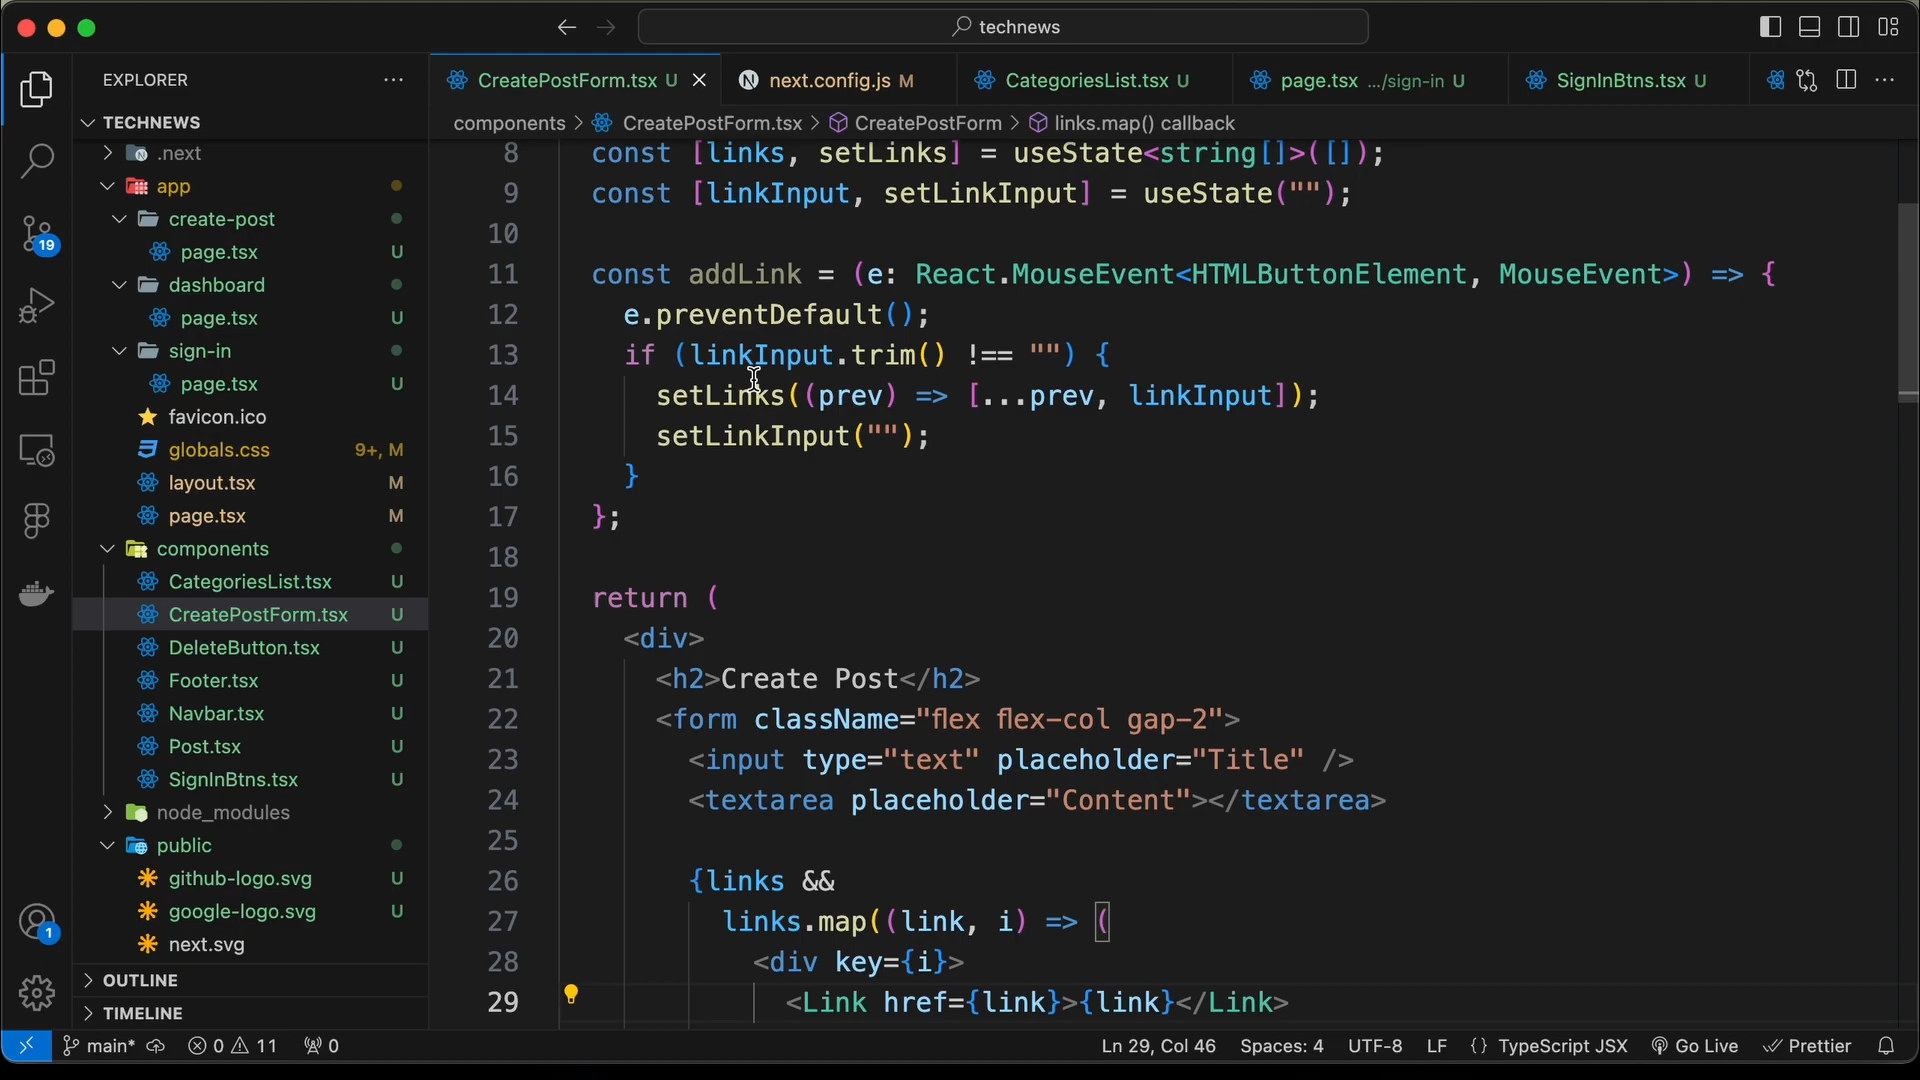 technews
EXPLORER
CreatePostForm.tsx U
next.config.js M
CategoriesList.tsx U
page.tsx .../sign-in U
SignInBtns.tsx U
TECHNEWS
components > CreatePostForm.tsx > CreatePostForm > links.map() callback
.next
app
create-post
page.tsx U
dashboard
page.tsx U
sign-in
page.tsx U
favicon.ico
globals.css 9+, M
layout.tsx M
page.tsx M
components
CategoriesList.tsx U
CreatePostForm.tsx U
DeleteButton.tsx U
Footer.tsx U
Navbar.tsx U
Post.tsx U
SignInBtns.tsx U
node_modules
public
github-logo.svg U
google-logo.svg U
next.svg
OUTLINE
TIMELINE
19
1
8 const [links, setLinks] = useState<string[]>([]);
9 const [linkInput, setLinkInput] = useState("");
10
11 const addLink = (e: React.MouseEvent<HTMLButtonElement, MouseEvent>) => {
12 e.preventDefault();
13 if (linkInput.trim() !== "") {
14 setLinks((prev) => [...prev, linkInput]);
15 setLinkInput("");
16 }
17 };
18
19 return (
20 <div>
21 <h2>Create Post</h2>
22 <form className="flex flex-col gap-2">
23 <input type="text" placeholder="Title" />
24 <textarea placeholder="Content"></textarea>
25
26 {links &&
27 links.map((link, i) => (
28 <div key={i}>
29 <Link href={link}>{link}</Link>
main* 0 11 0 Ln 29, Col 46 Spaces: 4 UTF-8 LF {} TypeScript JSX Go Live Prettier